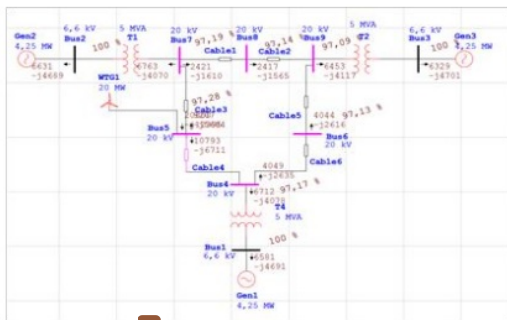 Gen2
4,25 MW
6,6 kV
Bus2
100 %
5 MVA
T1
6631
-j4669
6763
-j4070
20 kV
Bus7
97,19 %
Cable1
2421
-j1610
20 kV
Bus8
97,14 %
Cable2
2417
-j1565
20 kV
Bus9
97,09
6453
-j4117
5 MVA
6,6 kV
Bus3
100 %
Gen3
4,25 MW
6329
-j4701
WTG1
20 MW
97,28 %
Cable3
Bus5
20 kV
10793
-j6711
Cable4
Cable5
4044
-j2616
97,13 %
Bus6
20 kV
Cable6
4049
-j2635
Bus4
20 kV
97,17 %
6712
T4
5 MVA
Bus1
6,6 kV
100 %
6581
-j4691
Gen1
4,25 MW